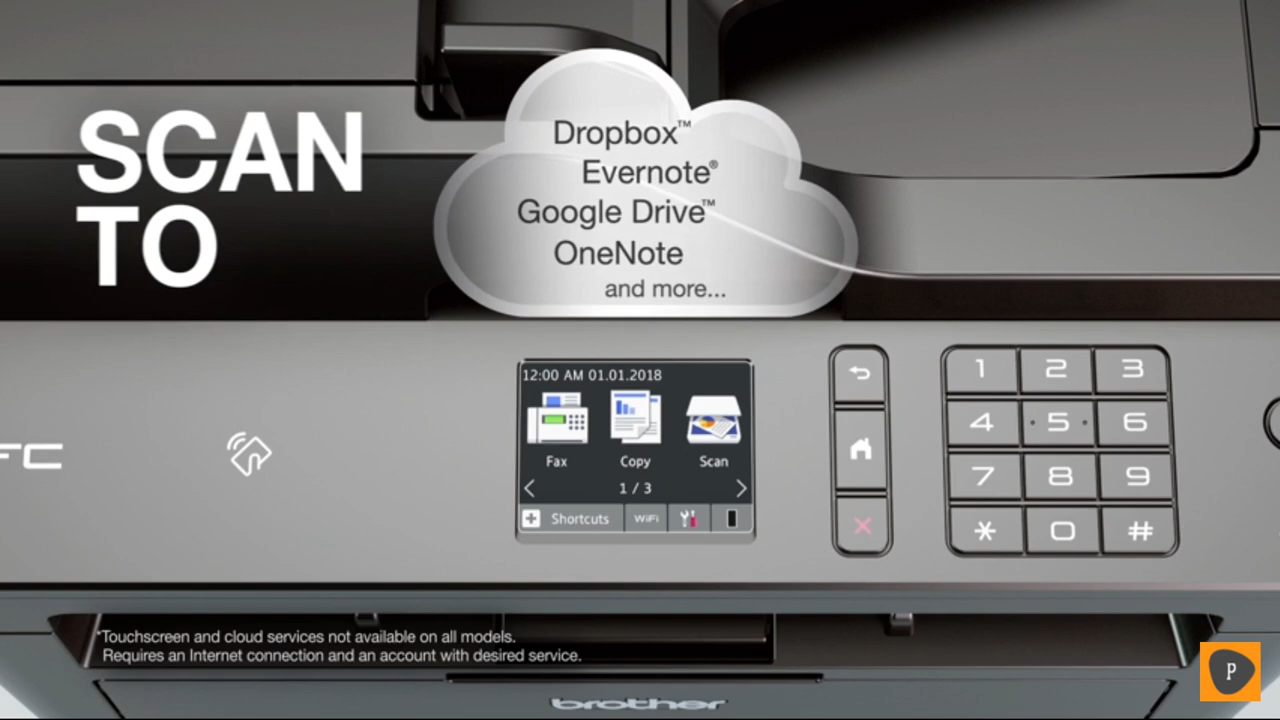 SCAN
TO
Dropbox™
Evernote®
Google Drive™
OneNote
and more...
12:00 AM 01.01.2018
Fax Copy Scan
1 / 3
Shortcuts WiFi
FC
1 2 3
4 5 6
7 8 9
* 0 #
*Touchscreen and cloud services not available on all models.
Requires an Internet connection and an account with desired service.
brother
P